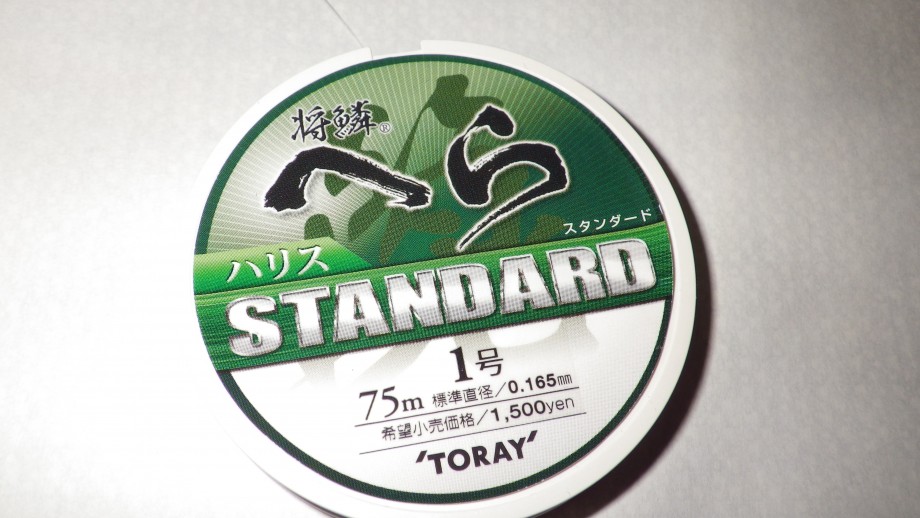 将鱗®
へら
スタンダード
ハリス
STANDARD
1号
75m 標準直径/0.165mm
希望小売価格/1,500yen
'TORAY'